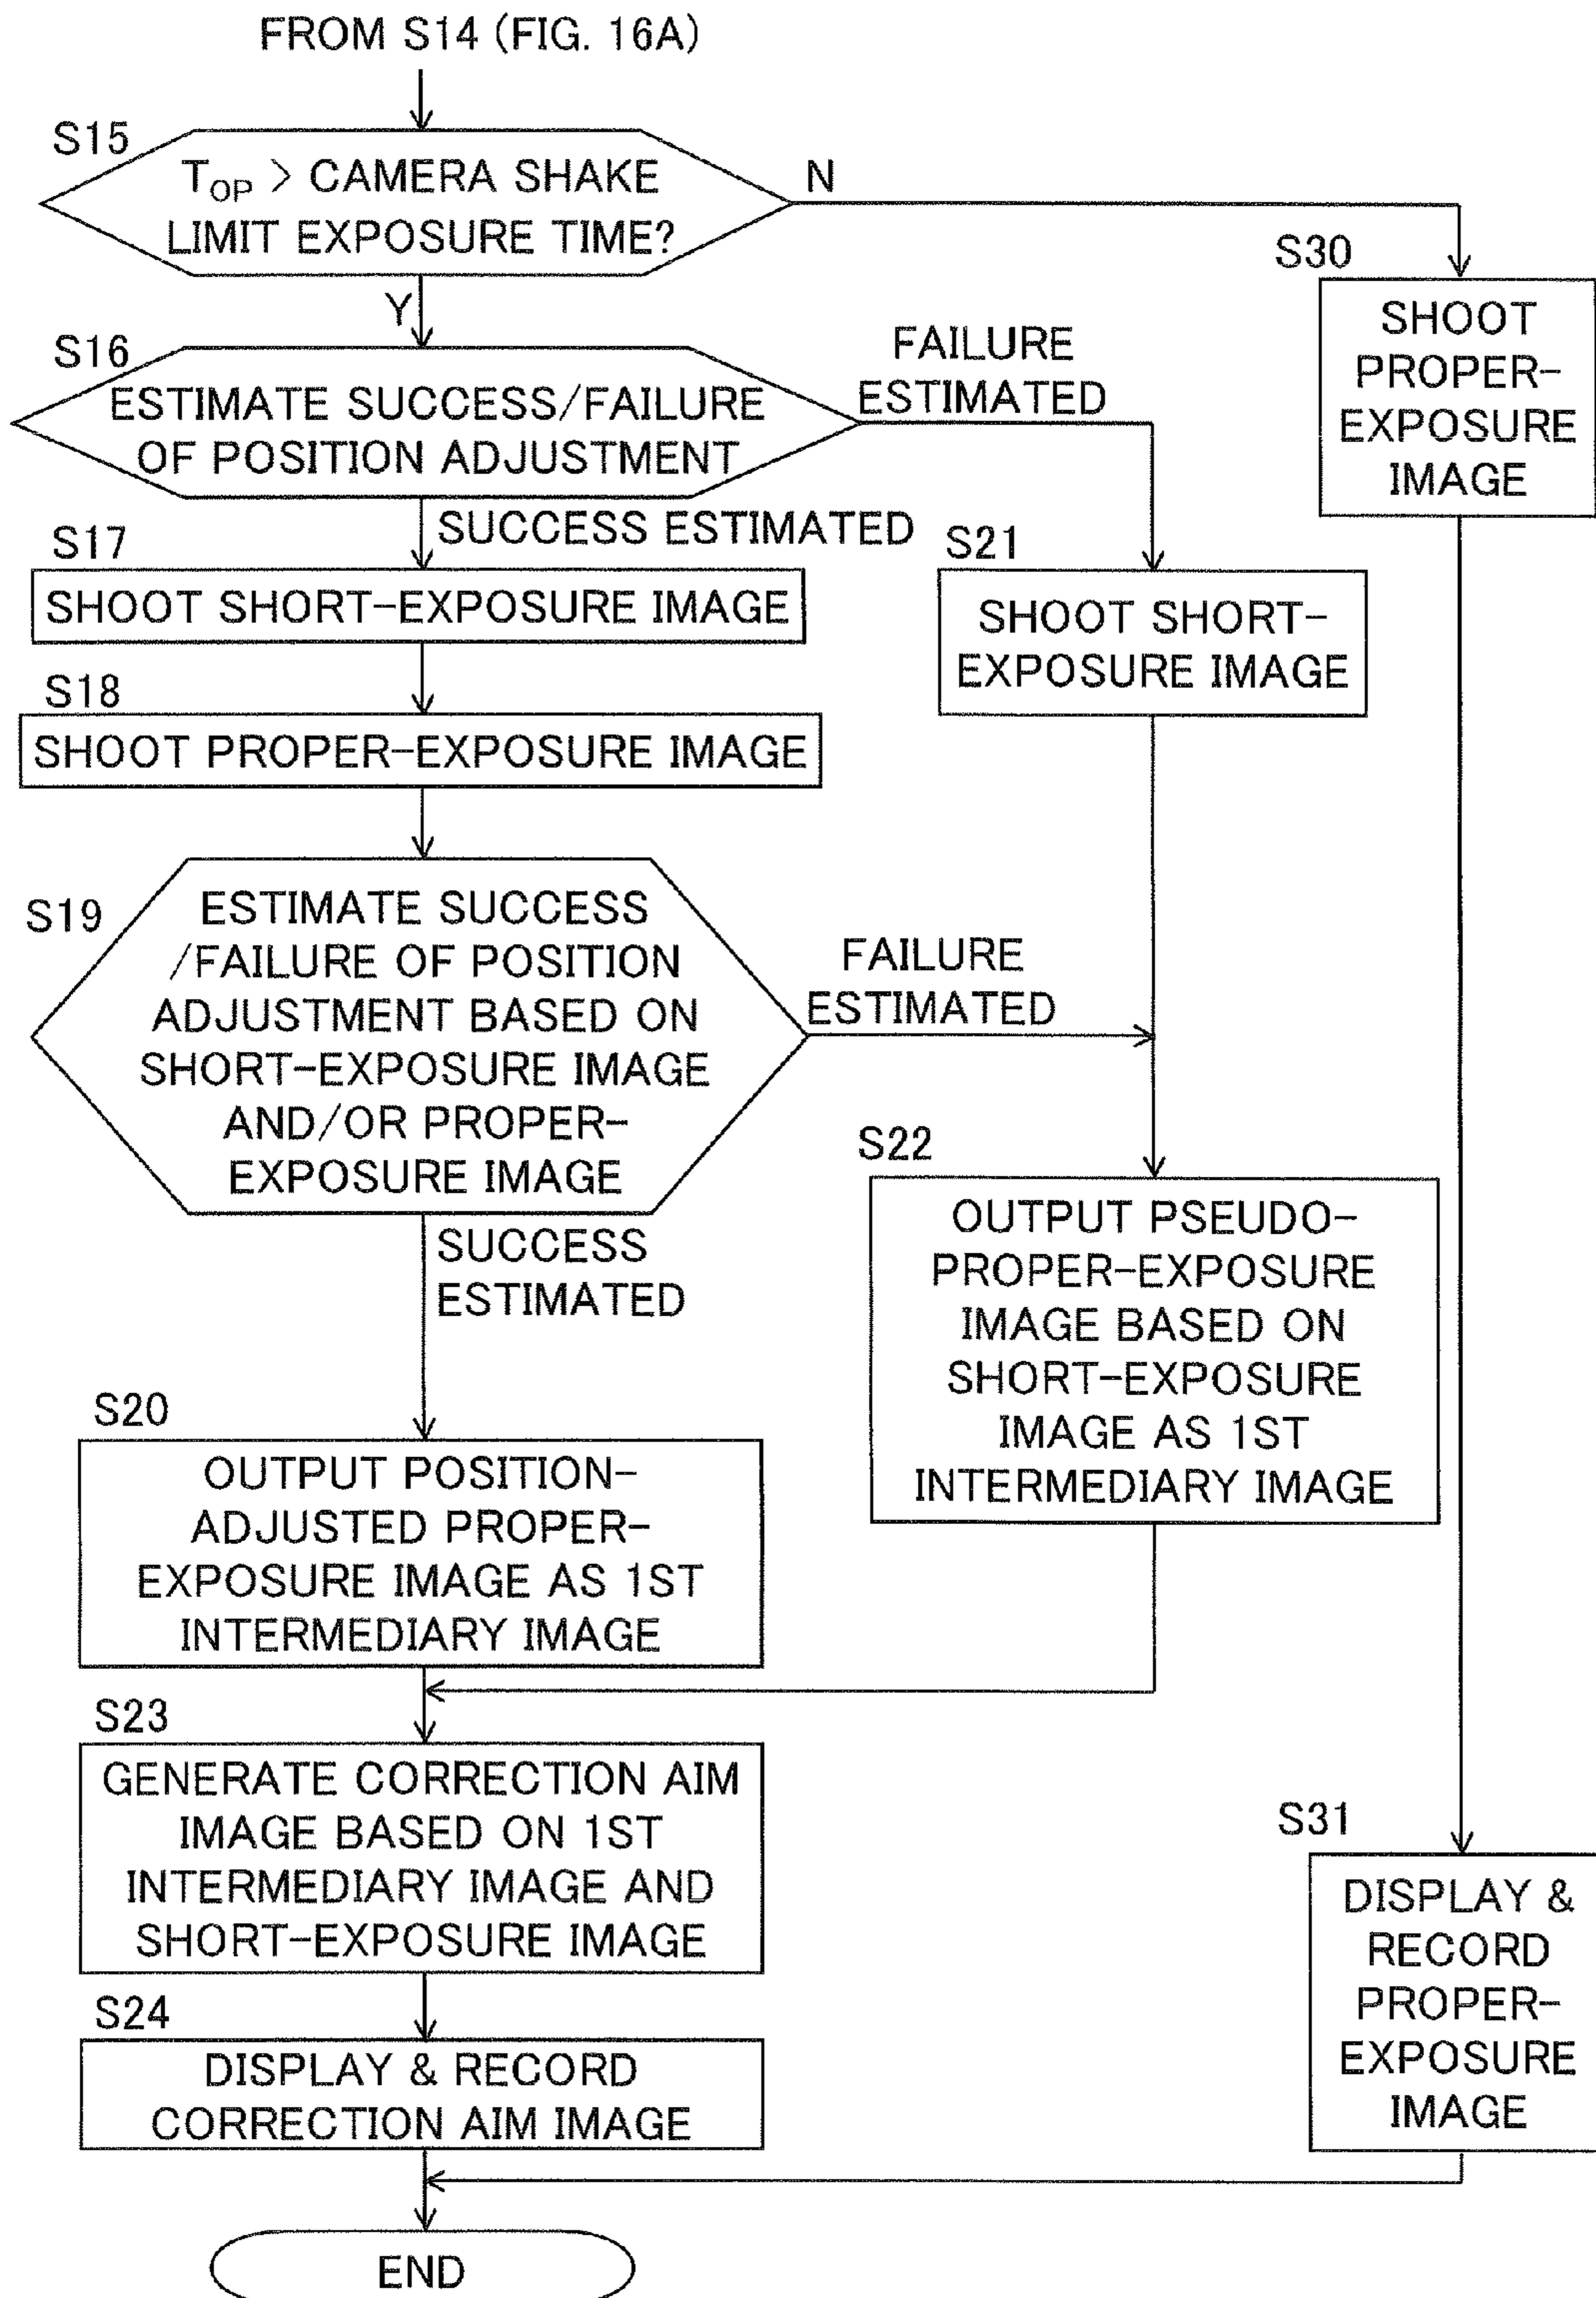 FROM S14 (FIG. 16A)
S15
TOP > CAMERA SHAKE
LIMIT EXPOSURE TIME?
N
Y
S30
SHOOT
PROPER-
EXPOSURE
IMAGE
S16
ESTIMATE SUCCESS/FAILURE
OF POSITION ADJUSTMENT
FAILURE
ESTIMATED
SUCCESS ESTIMATED
S17
SHOOT SHORT-EXPOSURE IMAGE
S21
SHOOT SHORT-
EXPOSURE IMAGE
S18
SHOOT PROPER-EXPOSURE IMAGE
S19
ESTIMATE SUCCESS
/FAILURE OF POSITION
ADJUSTMENT BASED ON
SHORT-EXPOSURE IMAGE
AND/OR PROPER-
EXPOSURE IMAGE
FAILURE
ESTIMATED
SUCCESS
ESTIMATED
S22
OUTPUT PSEUDO-
PROPER-EXPOSURE
IMAGE BASED ON
SHORT-EXPOSURE
IMAGE AS 1ST
INTERMEDIARY IMAGE
S20
OUTPUT POSITION-
ADJUSTED PROPER-
EXPOSURE IMAGE AS 1ST
INTERMEDIARY IMAGE
S23
GENERATE CORRECTION AIM
IMAGE BASED ON 1ST
INTERMEDIARY IMAGE AND
SHORT-EXPOSURE IMAGE
S31
DISPLAY &
RECORD
PROPER-
EXPOSURE
IMAGE
S24
DISPLAY & RECORD
CORRECTION AIM IMAGE
END